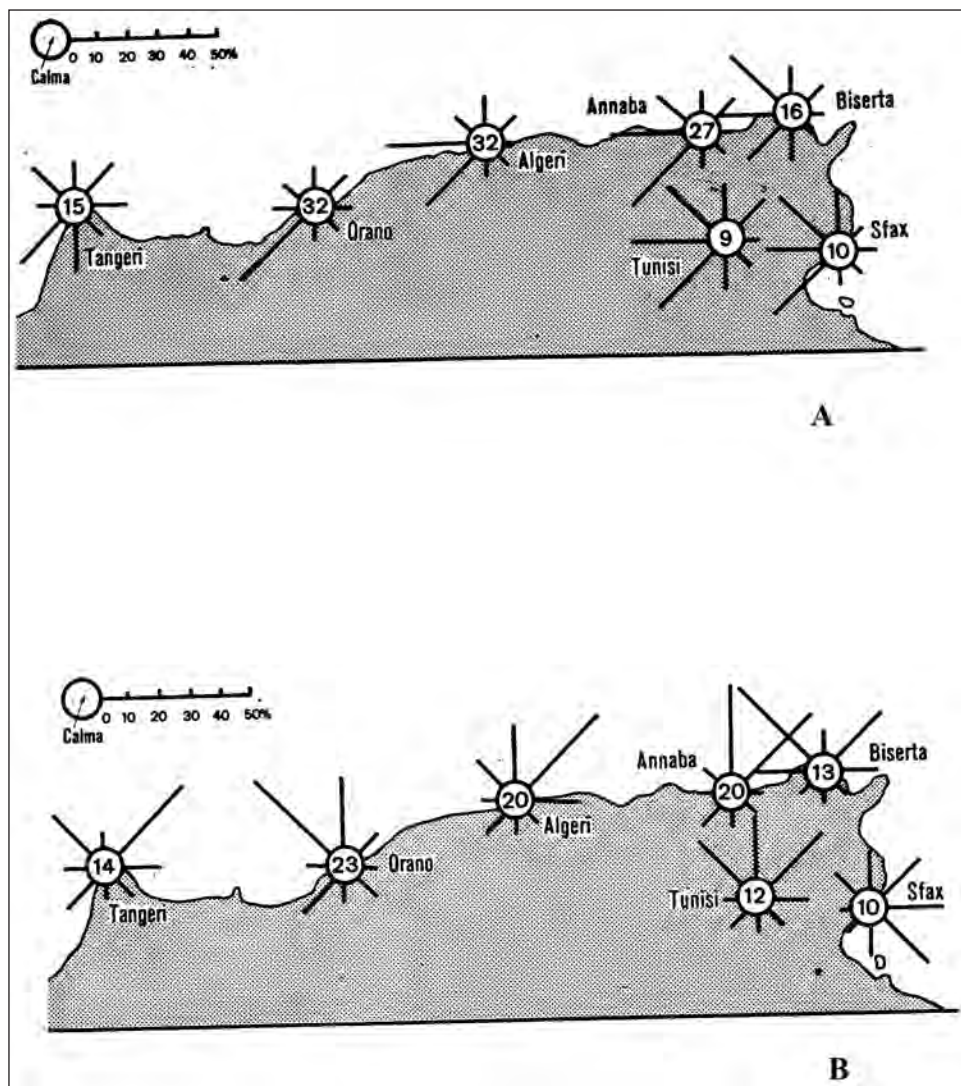 0 10 20 30 40 50%
Calma
Annaba
16
Biserta
27
32
Algeri
15
32
Orano
Tangeri
9
Tunisi
Sfax
10
A
0 10 20 30 40 50%
Calma
Annaba
Biserta
13
20
20
Algeri
14
23
Orano
Tangeri
Tunisi
12
Sfax
10
B